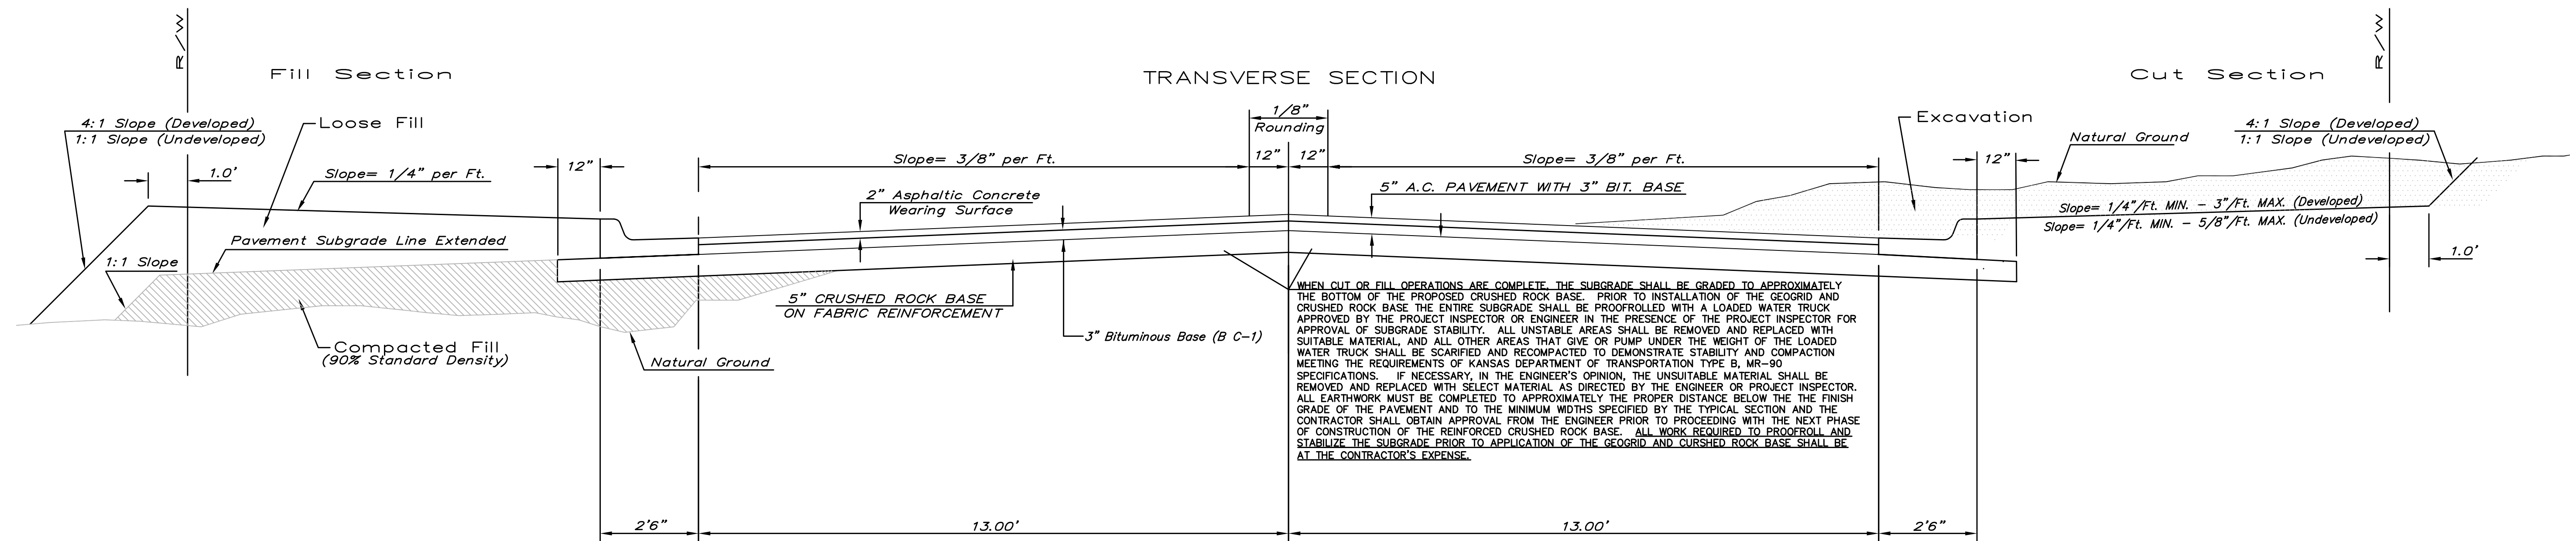 R/W
R/W
Fill Section
TRANSVERSE SECTION
Cut Section
4:1 Slope (Developed)
1:1 Slope (Undeveloped)
Loose Fill
1/8"
Rounding
Excavation
Natural Ground
4:1 Slope (Developed)
1:1 Slope (Undeveloped)
1.0'
Slope= 1/4" per Ft.
12"
Slope= 3/8" per Ft.
12"
12"
Slope= 3/8" per Ft.
12"
2" Asphaltic Concrete
Wearing Surface
5" A.C. PAVEMENT WITH 3" BIT. BASE
Slope= 1/4"/Ft. MIN. - 3"/Ft. MAX. (Developed)
Slope= 1/4"/Ft. MIN. - 5/8"/Ft. MAX. (Undeveloped)
Pavement Subgrade Line Extended
1:1 Slope
1.0'
5" CRUSHED ROCK BASE
ON FABRIC REINFORCEMENT
3" Bituminous Base (B C-1)
Compacted Fill
(90% Standard Density)
Natural Ground
WHEN CUT OR FILL OPERATIONS ARE COMPLETE, THE SUBGRADE SHALL BE GRADED TO APPROXIMATELY
THE BOTTOM OF THE PROPOSED CRUSHED ROCK BASE. PRIOR TO INSTALLATION OF THE GEOGRID AND
CRUSHED ROCK BASE THE ENTIRE SUBGRADE SHALL BE PROOFROLLED WITH A LOADED WATER TRUCK
APPROVED BY THE PROJECT INSPECTOR OR ENGINEER IN THE PRESENCE OF THE PROJECT INSPECTOR FOR
APPROVAL OF SUBGRADE STABILITY. ALL UNSTABLE AREAS SHALL BE REMOVED AND REPLACED WITH
SUITABLE MATERIAL, AND ALL OTHER AREAS THAT GIVE OR PUMP UNDER THE WEIGHT OF THE LOADED
WATER TRUCK SHALL BE SCARIFIED AND RECOMPACTED TO DEMONSTRATE STABILITY AND COMPACTION
MEETING THE REQUIREMENTS OF KANSAS DEPARTMENT OF TRANSPORTATION TYPE B, MR-90
SPECIFICATIONS. IF NECESSARY, IN THE ENGINEER'S OPINION, THE UNSUITABLE MATERIAL SHALL BE
REMOVED AND REPLACED WITH SELECT MATERIAL AS DIRECTED BY THE ENGINEER OR PROJECT INSPECTOR.
ALL EARTHWORK MUST BE COMPLETED TO APPROXIMATELY THE PROPER DISTANCE BELOW THE THE FINISH
GRADE OF THE PAVEMENT AND TO THE MINIMUM WIDTHS SPECIFIED BY THE TYPICAL SECTION AND THE
CONTRACTOR SHALL OBTAIN APPROVAL FROM THE ENGINEER PRIOR TO PROCEEDING WITH THE NEXT PHASE
OF CONSTRUCTION OF THE REINFORCED CRUSHED ROCK BASE. ALL WORK REQUIRED TO PROOFROLL AND
STABILIZE THE SUBGRADE PRIOR TO APPLICATION OF THE GEOGRID AND CURSHED ROCK BASE SHALL BE
AT THE CONTRACTOR'S EXPENSE.
2'6"
13.00'
13.00'
2'6"